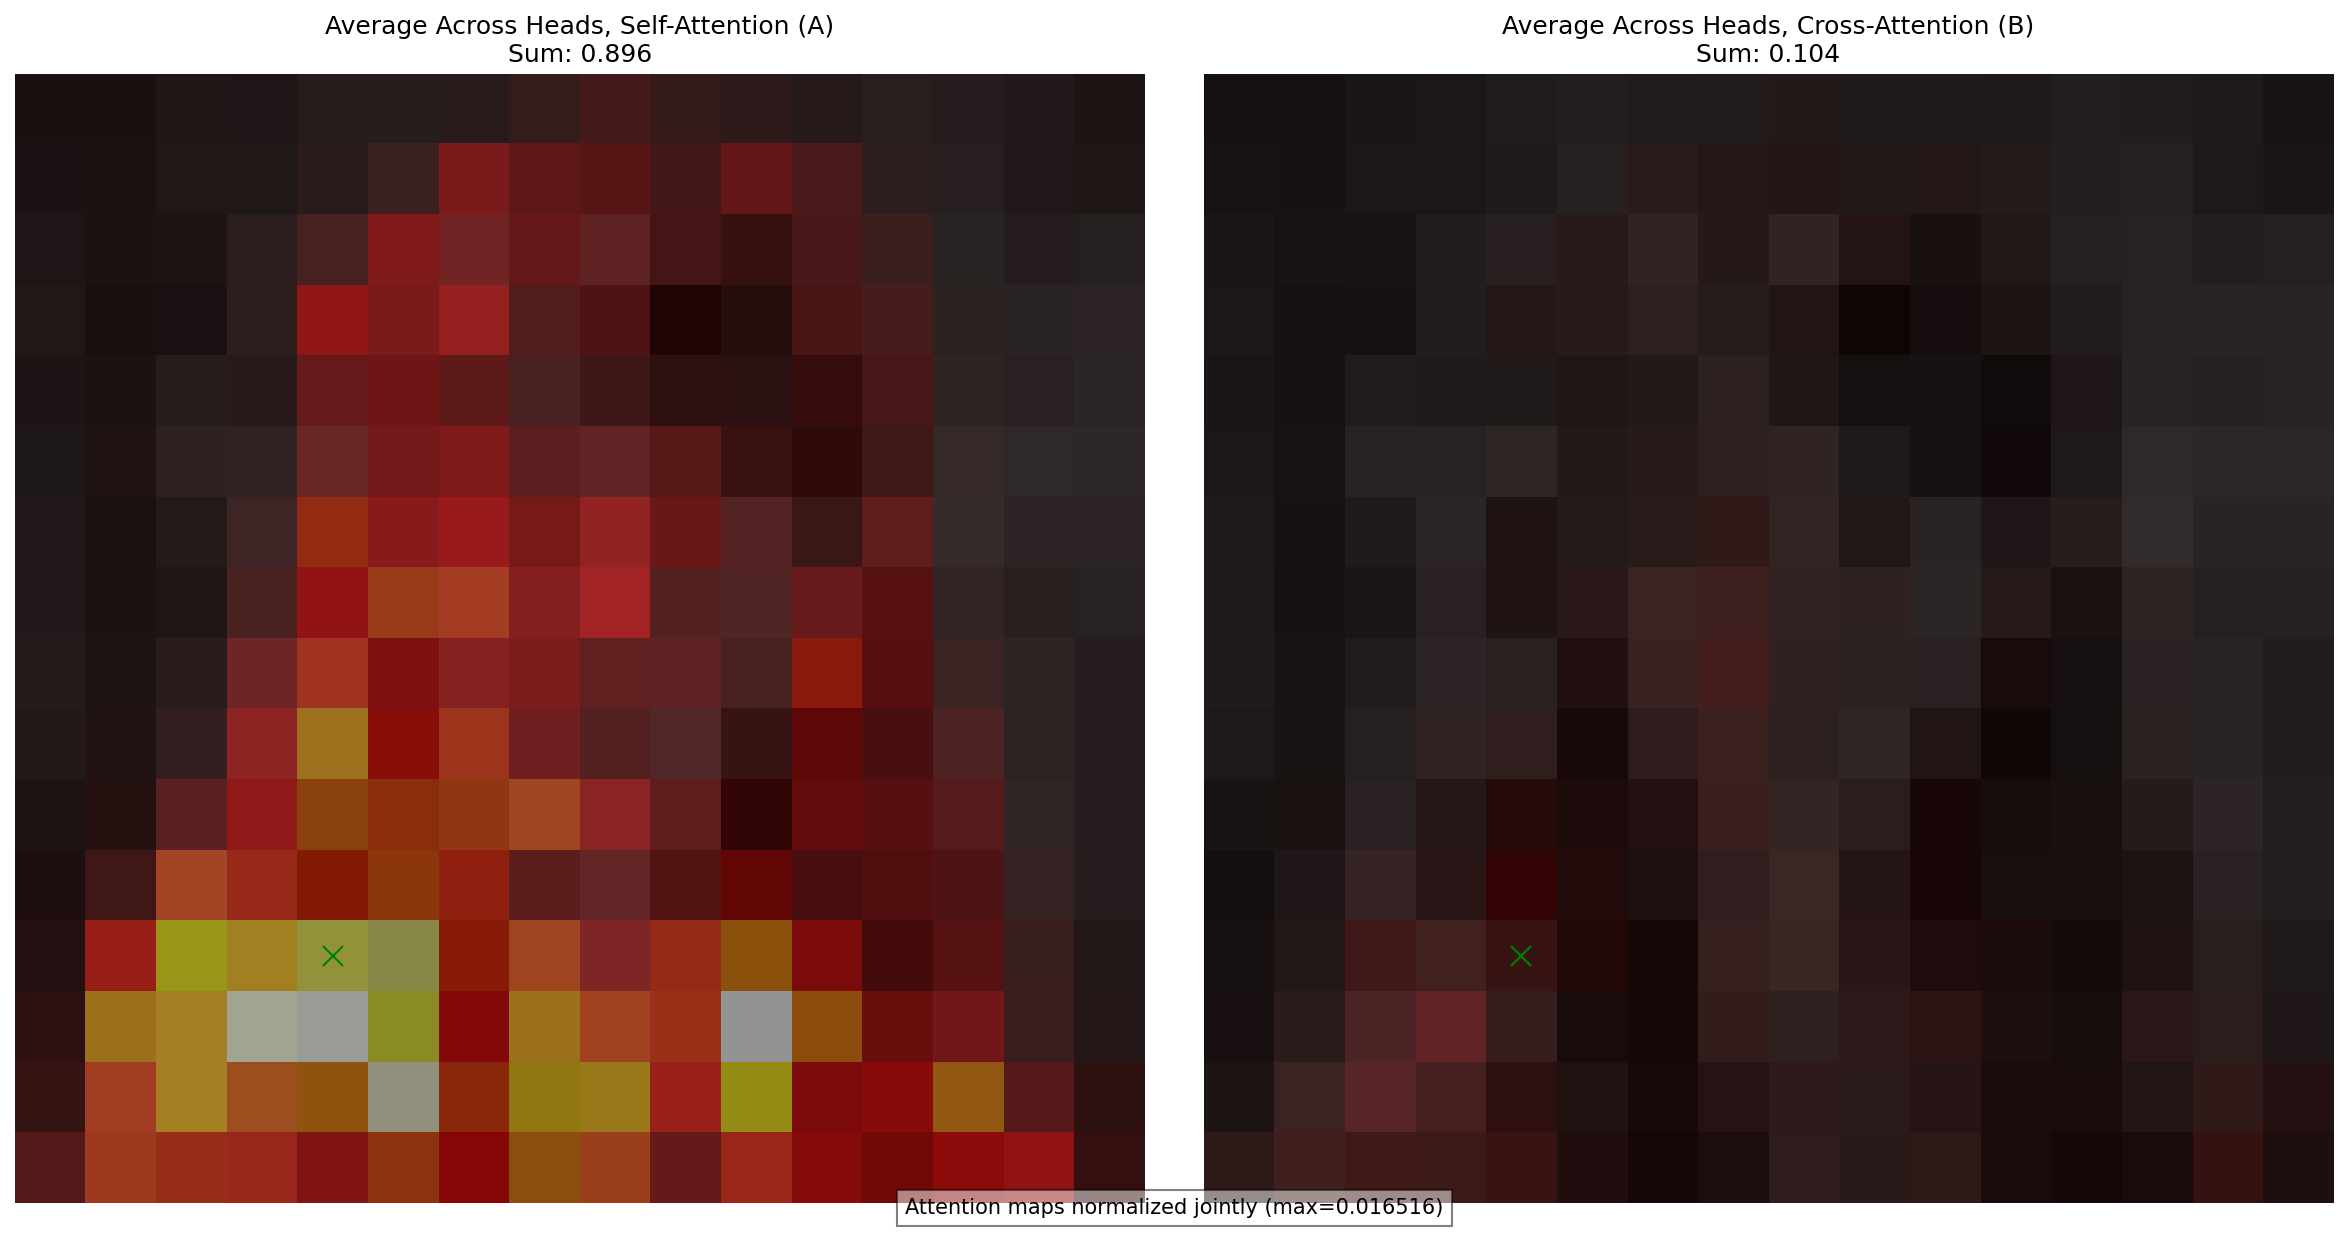 Average Across Heads, Self-Attention (A)
Sum: 0.896
Average Across Heads, Cross-Attention (B)
Sum: 0.104
Attention maps normalized jointly (max=0.016516)